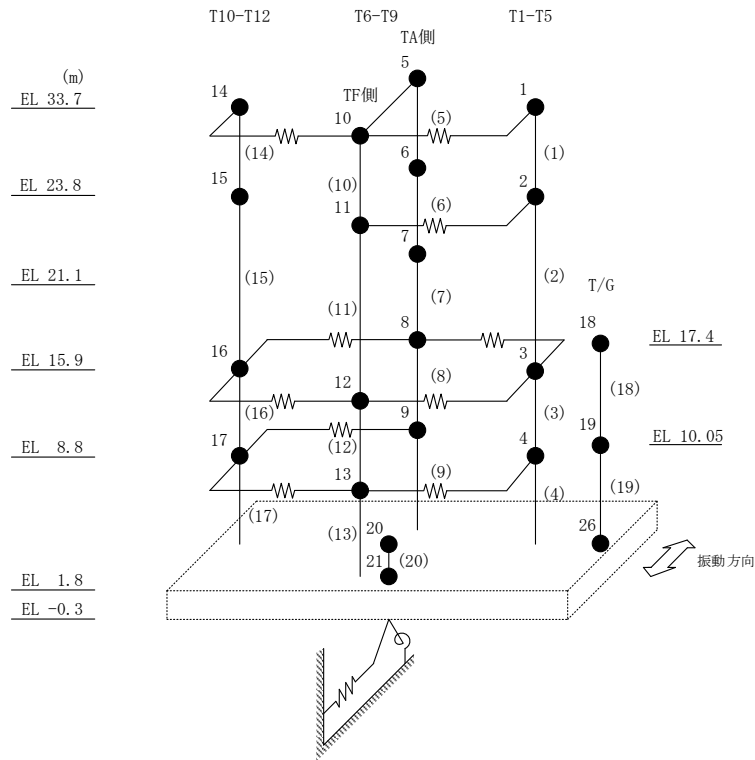 T10-T12
T6-T9
T1-T5
TA側
(m)
5
EL 33.7
14
TF側
1
10
(5)
(14)
(1)
6
EL 23.8
15
(10)
2
11
(6)
7
EL 21.1
(15)
(2)
T/G
(11)
(7)
8
18
EL 17.4
EL 15.9
16
3
12
(8)
(18)
(16)
9
(3)
19
EL 10.05
EL 8.8
17
(12)
4
13
(9)
(4)
(19)
(17)
(13)
20
26
21
(20)
振動方向
EL 1.8
EL -0.3